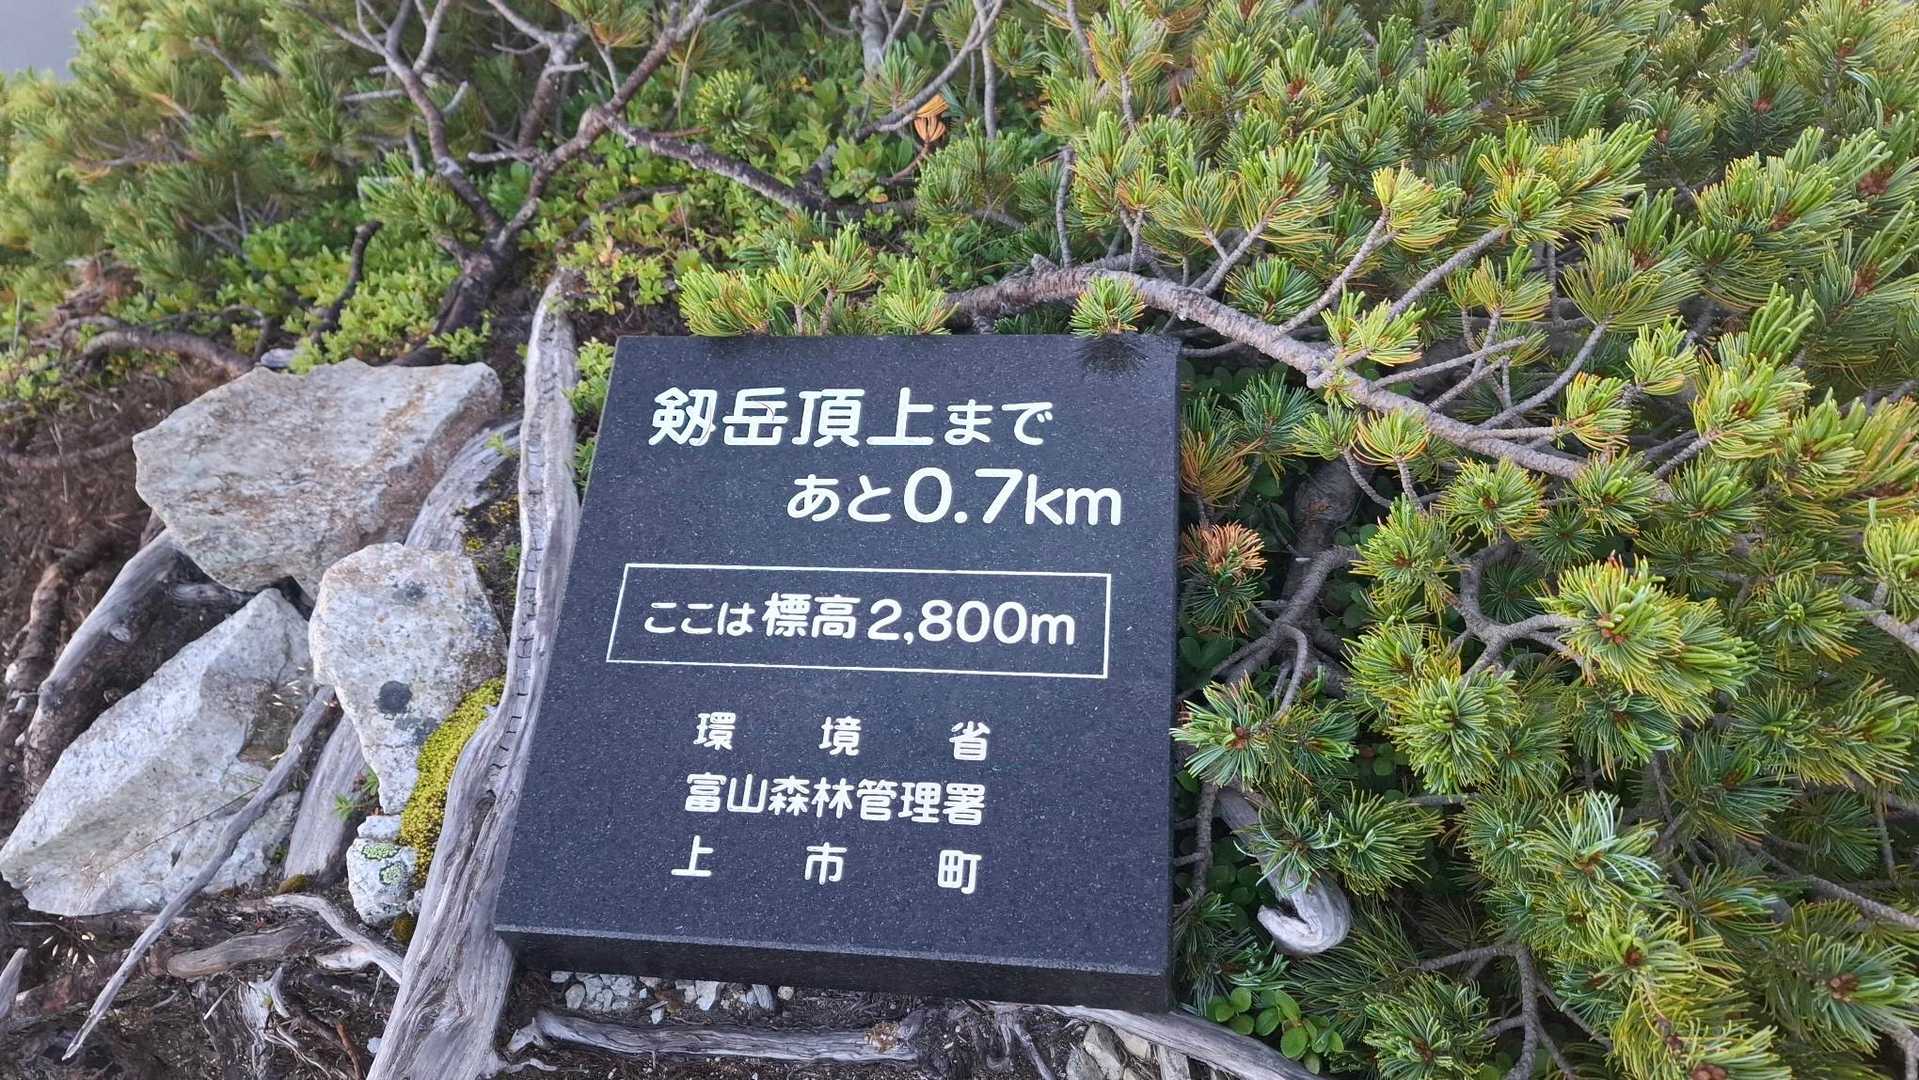 剱岳頂上まで
あと0.7km
ここは標高2,800m
環境省
富山森林管理署
上市町